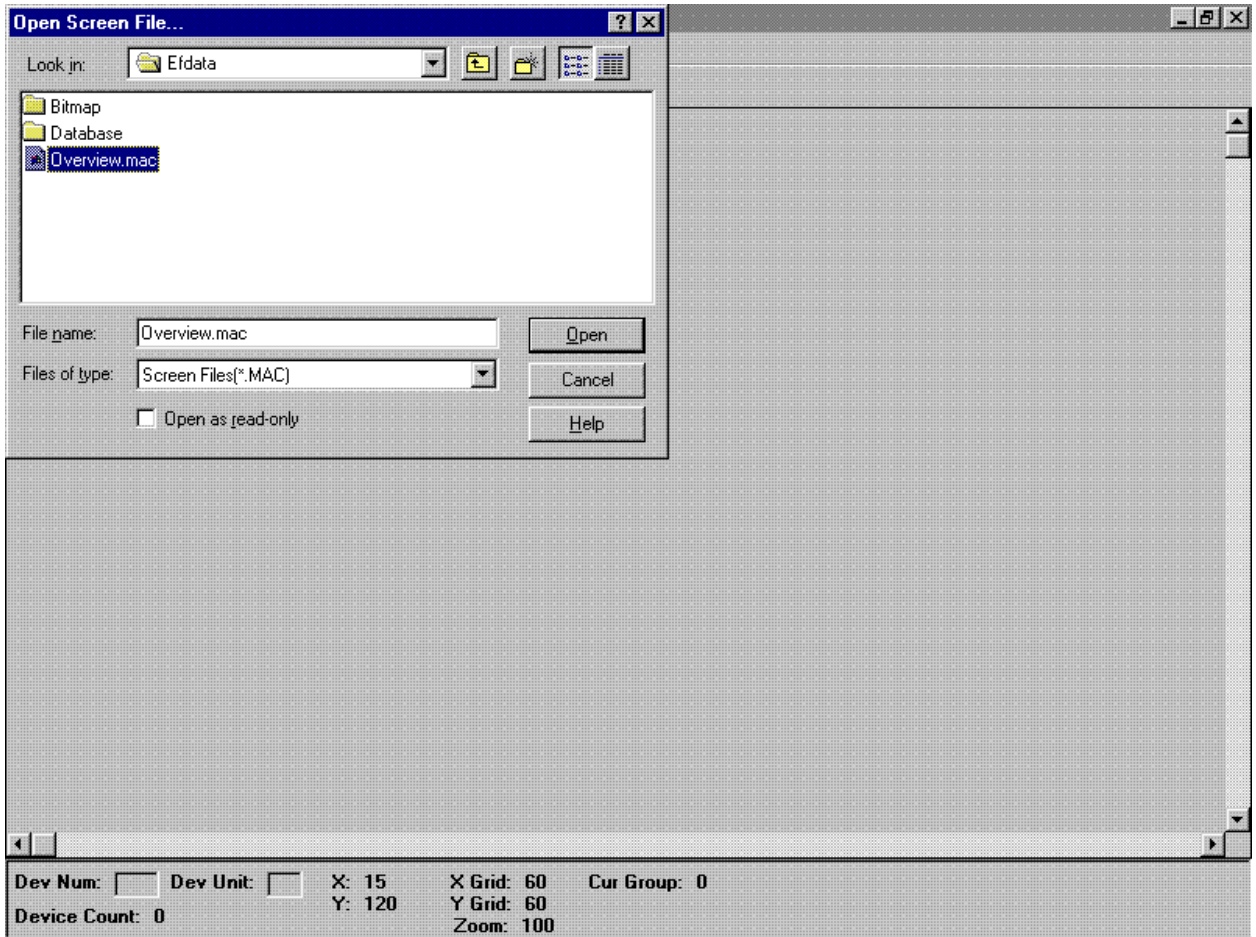 Open Screen File...
Look in: Efdata
Bitmap
Database
Overview.mac
File name: Overview.mac Open
Files of type: Screen Files(*.MAC) Cancel
Open as read-only Help
Dev Num: Dev Unit: X: 15 X Grid: 60 Cur Group: 0
Y: 120 Y Grid: 60
Device Count: 0
Zoom: 100